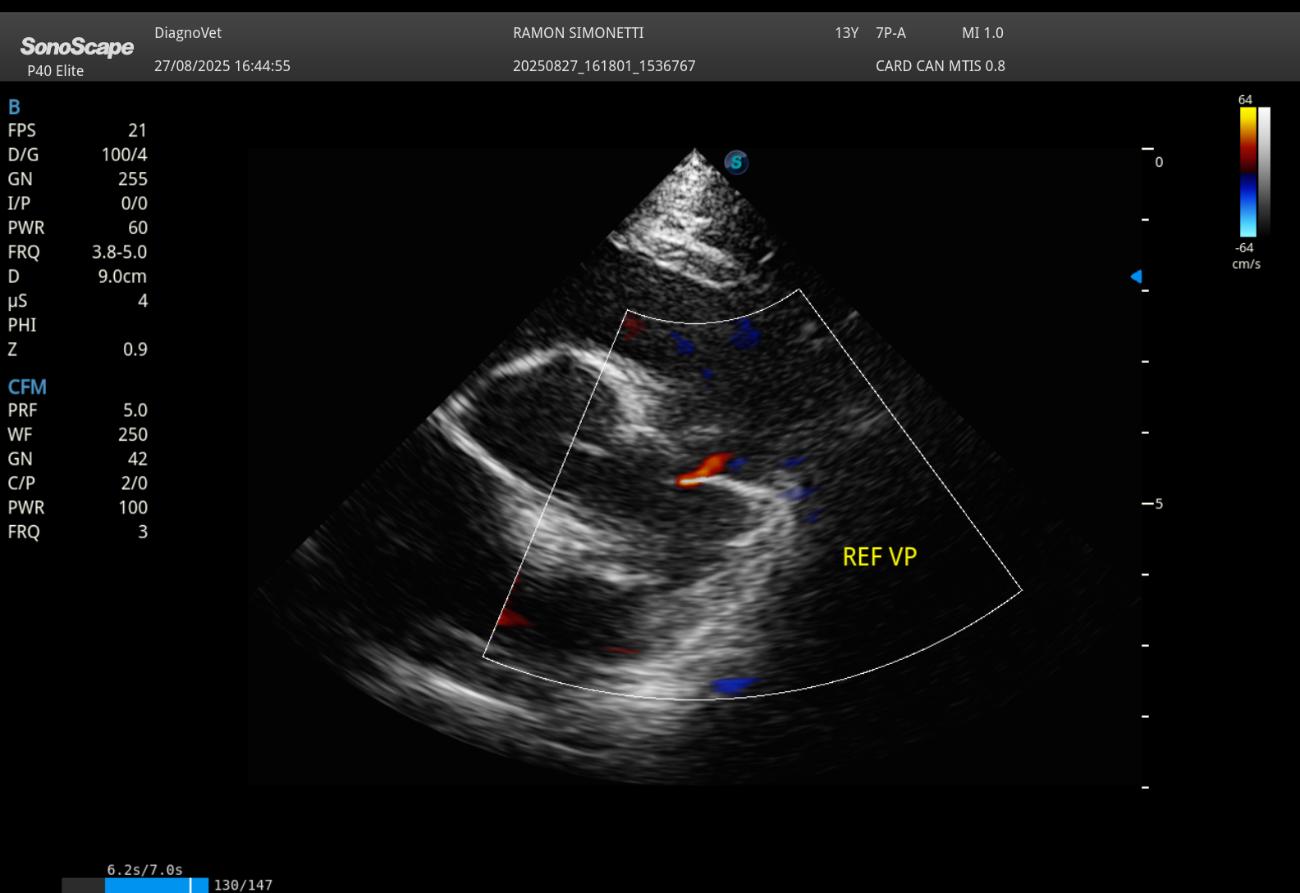 SonoScape
P40 Elite
DiagnoVet
27/08/2025 16:44:55
RAMON SIMONETTI
20250827_161801_1536767
13Y 7P-A MI 1.0
CARD CAN MTIS 0.8
B
FPS 21
D/G 100/4
GN 255
I/P 0/0
PWR 60
FRQ 3.8-5.0
D 9.0cm
µS 4
PHI
Z 0.9
CFM
PRF 5.0
WF 250
GN 42
C/P 2/0
PWR 100
FRQ 3
S
0
5
64
-64
cm/s
REF VP
6.2s/7.0s
130/147